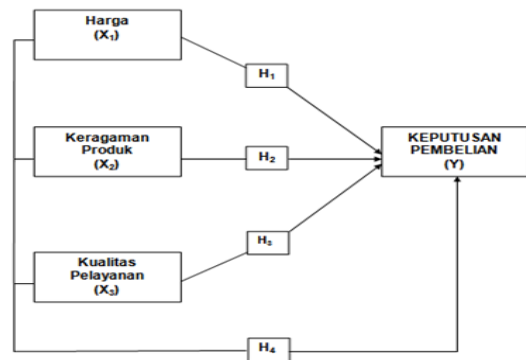 Harga
(X₁)
H₁
Keragaman
Produk
(X₂)
H₂
KEPUTUSAN
PEMBELIAN
(Y)
Kualitas
Pelayanan
(X₃)
H₃
H₄